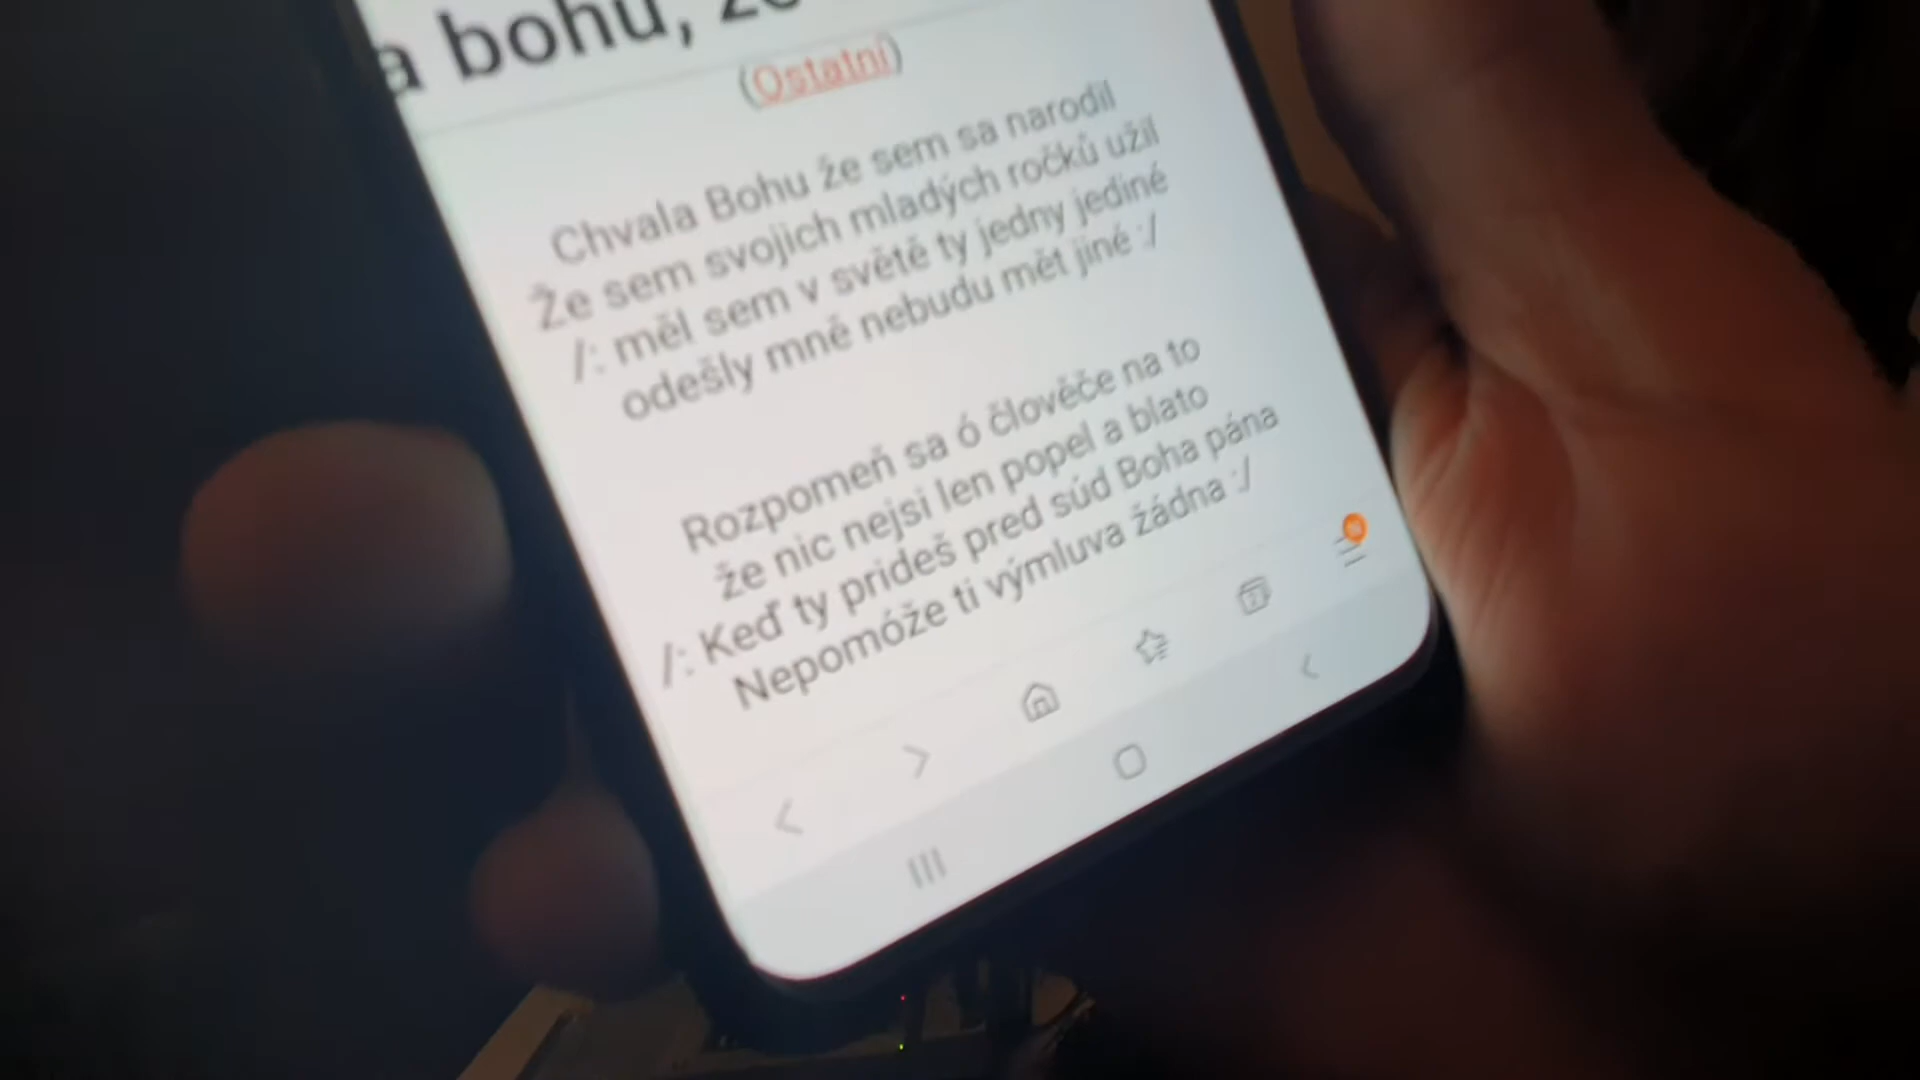 a bohu, že
(Ostatní)
Chvala Bohu že sem sa narodil
Že sem svojich mladých ročků užil
/: měl sem v světě ty jedny jediné
odešly mně nebudu mět jiné :/
Rozpomeň sa ó člověče na to
že nic nejsi len popel a blato
/: Keď ty prideš pred súd Boha pána
Nepomóže ti výmluva žádna :/